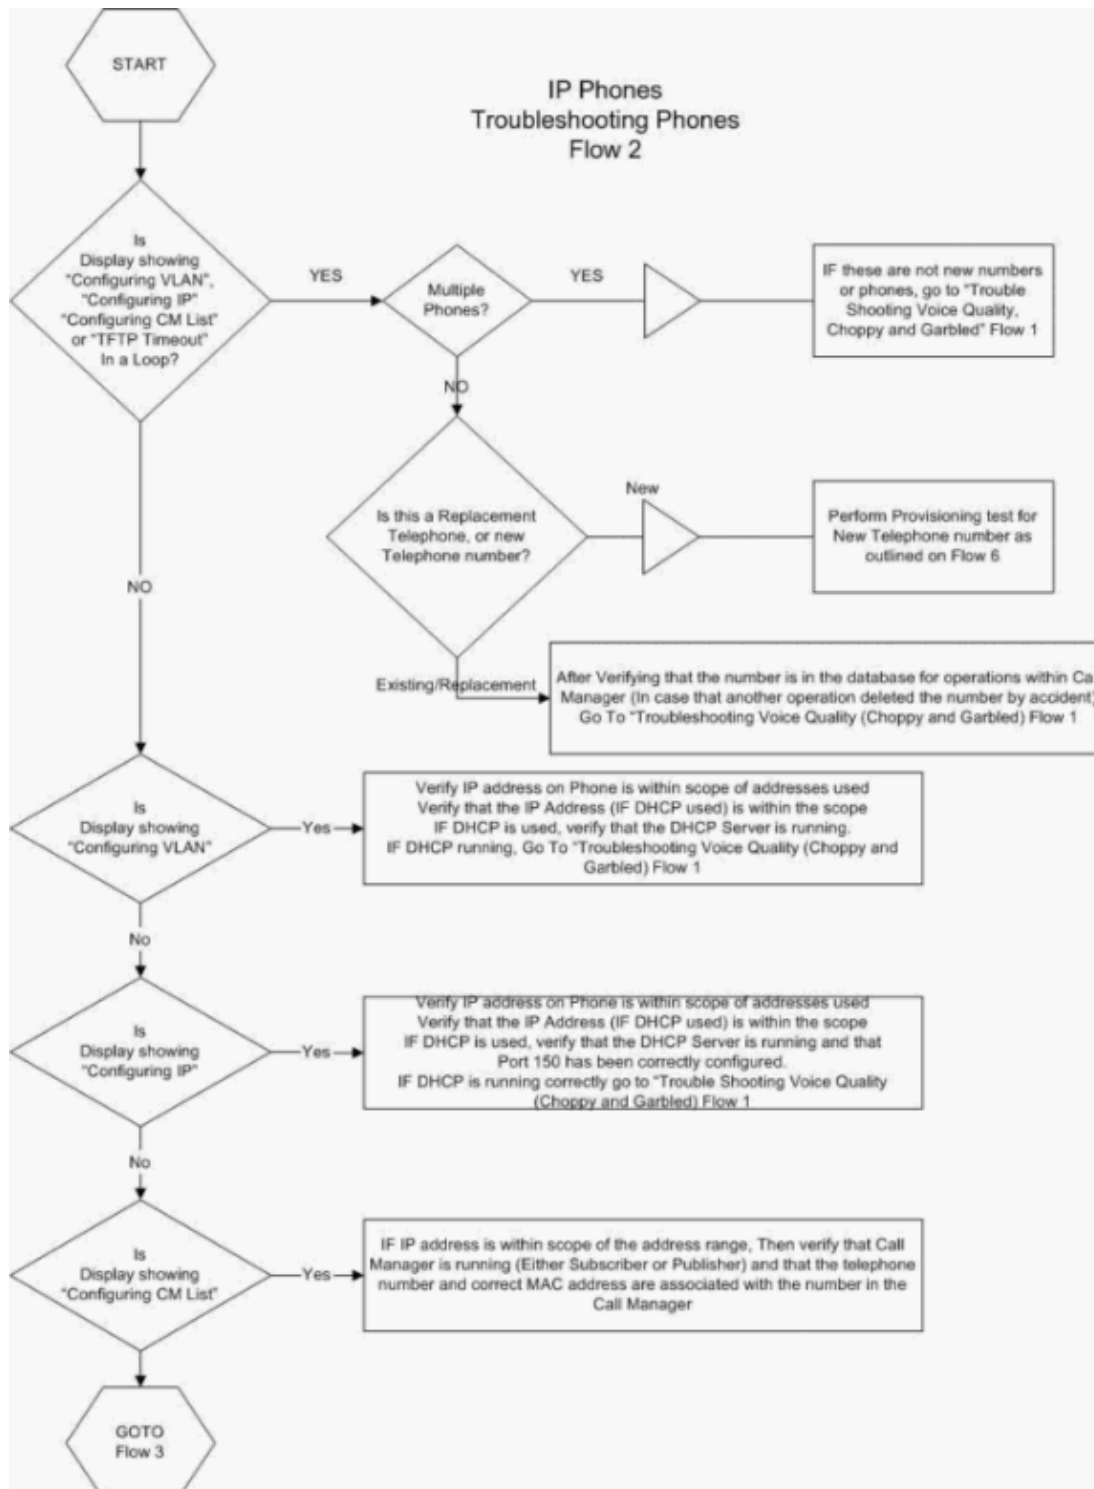 START
IP Phones
Troubleshooting Phones
Flow 2
Is
Display showing
"Configuring VLAN",
"Configuring IP"
"Configuring CM List"
or "TFTP Timeout"
In a Loop?
YES
Multiple
Phones?
YES
IF these are not new numbers
or phones, go to "Trouble
Shooting Voice Quality,
Choppy and Garbled" Flow 1
NO
Is this a Replacement
Telephone, or new
Telephone number?
New
Perform Provisioning test for
New Telephone number as
outlined on Flow 6
NO
Existing/Replacement
After Verifying that the number is in the database for operations within Ca
Manager (In case that another operation deleted the number by accident)
Go To "Troubleshooting Voice Quality (Choppy and Garbled) Flow 1
Is
Display showing
"Configuring VLAN"
Yes
Verify IP address on Phone is within scope of addresses used
Verify that the IP Address (IF DHCP used) is within the scope
IF DHCP is used, verify that the DHCP Server is running.
IF DHCP running, Go To "Troubleshooting Voice Quality (Choppy and
Garbled) Flow 1
No
Is
Display showing
"Configuring IP"
Yes
Verify IP address on Phone is within scope of addresses used
Verify that the IP Address (IF DHCP used) is within the scope
IF DHCP is used, verify that the DHCP Server is running and that
Port 150 has been correctly configured.
IF DHCP is running correctly go to "Trouble Shooting Voice Quality
(Choppy and Garbled) Flow 1
No
Is
Display showing
"Configuring CM List"
Yes
IF IP address is within scope of the address range, Then verify that Call
Manager is running (Either Subscriber or Publisher) and that the telephone
number and correct MAC address are associated with the number in the
Call Manager
GOTO
Flow 3